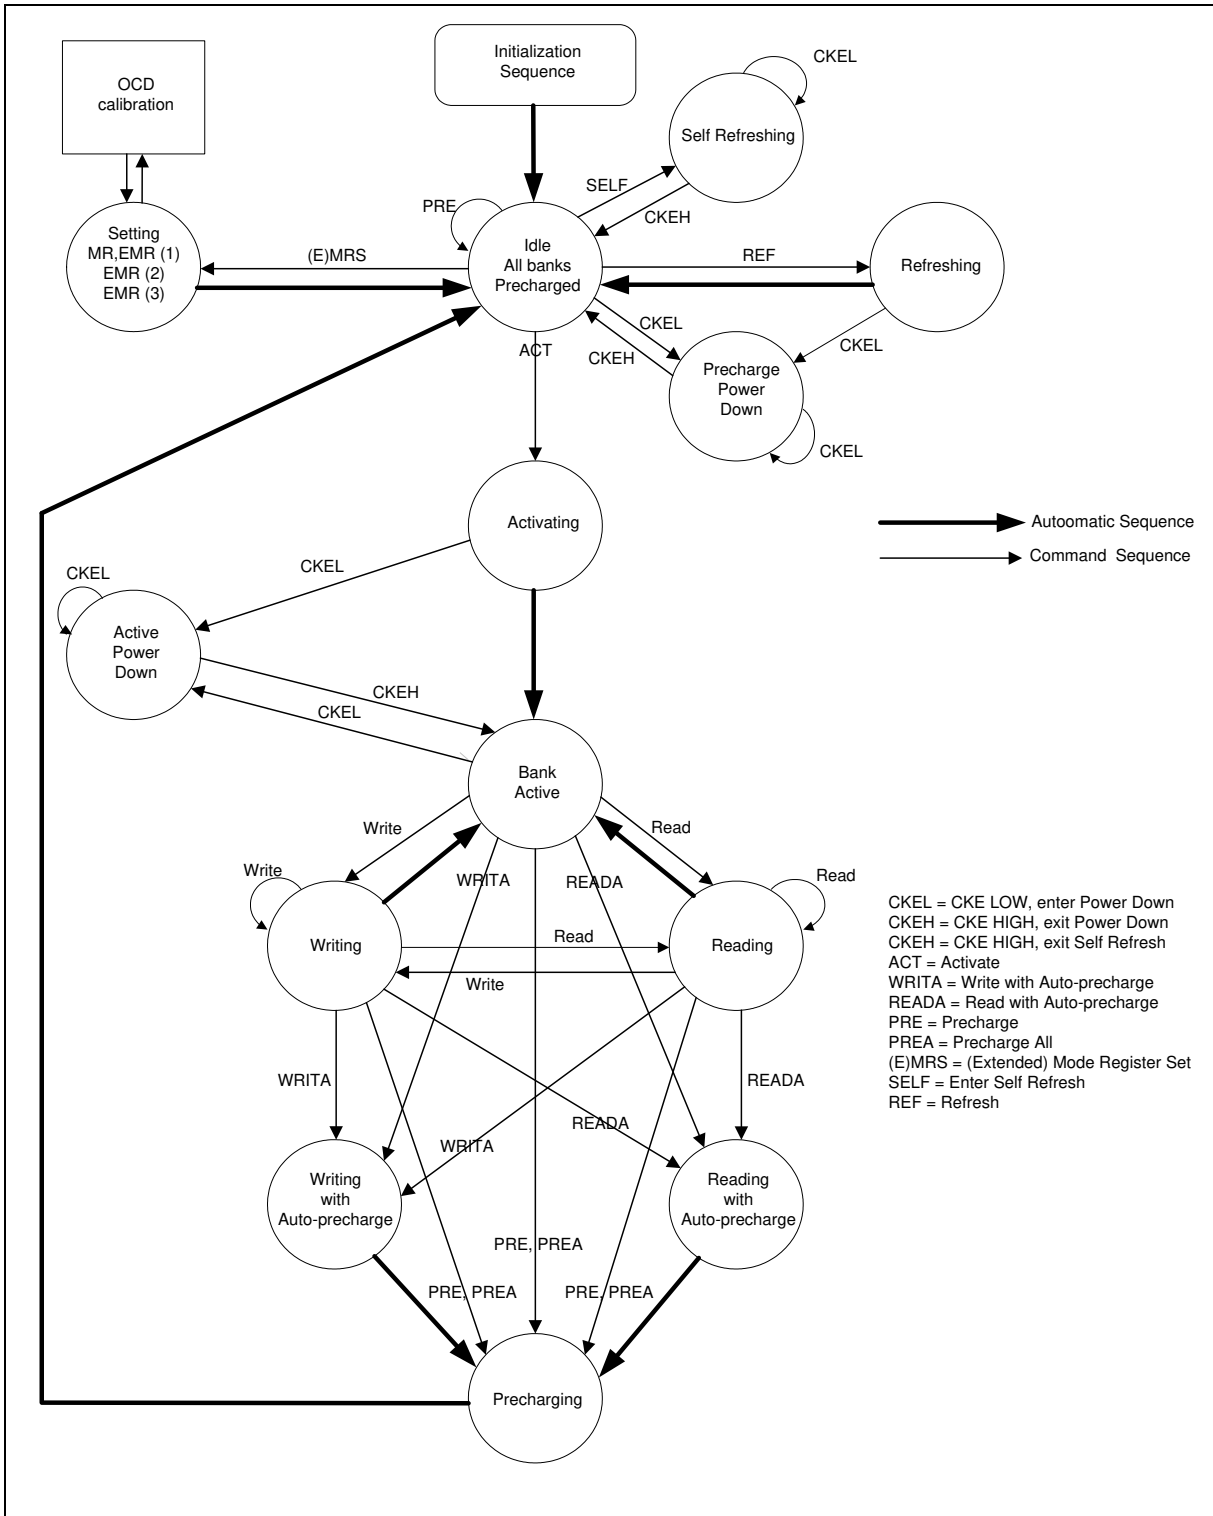 Initialization
Sequence
OCD
calibration
CKEL
Self Refreshing
SELF
CKEH
PRE
Setting
MR,EMR (1)
EMR (2)
EMR (3)
(E)MRS
Idle
All banks
Precharged
REF
Refreshing
CKEL
CKEH
ACT
CKEL
Precharge
Power
Down
CKEL
Activating
Autoomatic Sequence
Command Sequence
CKEL
CKEL
Active
Power
Down
CKEH
CKEL
Bank
Active
Write
Read
Write
WRITA
READA
Read
Writing
Read
Reading
Write
CKEL = CKE LOW, enter Power Down
CKEH = CKE HIGH, exit Power Down
CKEH = CKE HIGH, exit Self Refresh
ACT = Activate
WRITA = Write with Auto-precharge
READA = Read with Auto-precharge
PRE = Precharge
PREA = Precharge All
(E)MRS = (Extended) Mode Register Set
SELF = Enter Self Refresh
REF = Refresh
WRITA
READA
READA
WRITA
Writing
with
Auto-precharge
Reading
with
Auto-precharge
PRE, PREA
PRE, PREA
PRE, PREA
Precharging